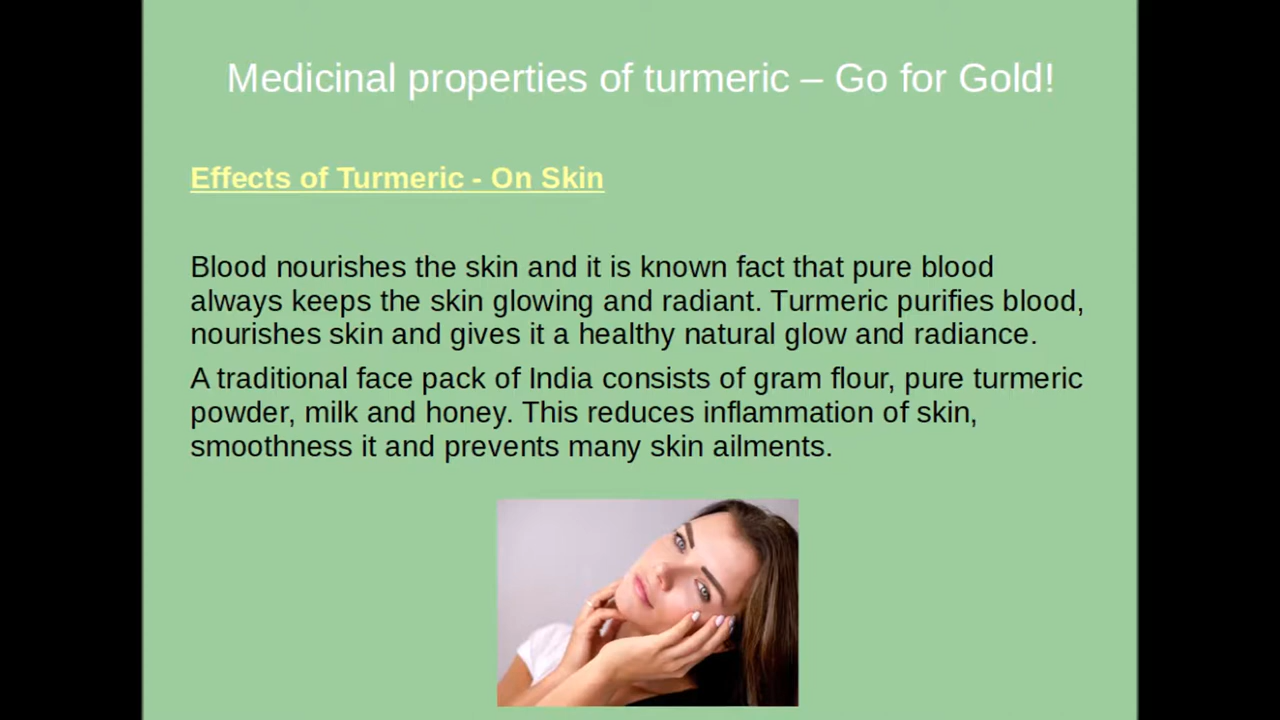 Medicinal properties of turmeric – Go for Gold!
Effects of Turmeric - On Skin
Blood nourishes the skin and it is known fact that pure blood
always keeps the skin glowing and radiant. Turmeric purifies blood,
nourishes skin and gives it a healthy natural glow and radiance.
A traditional face pack of India consists of gram flour, pure turmeric
powder, milk and honey. This reduces inflammation of skin,
smoothness it and prevents many skin ailments.